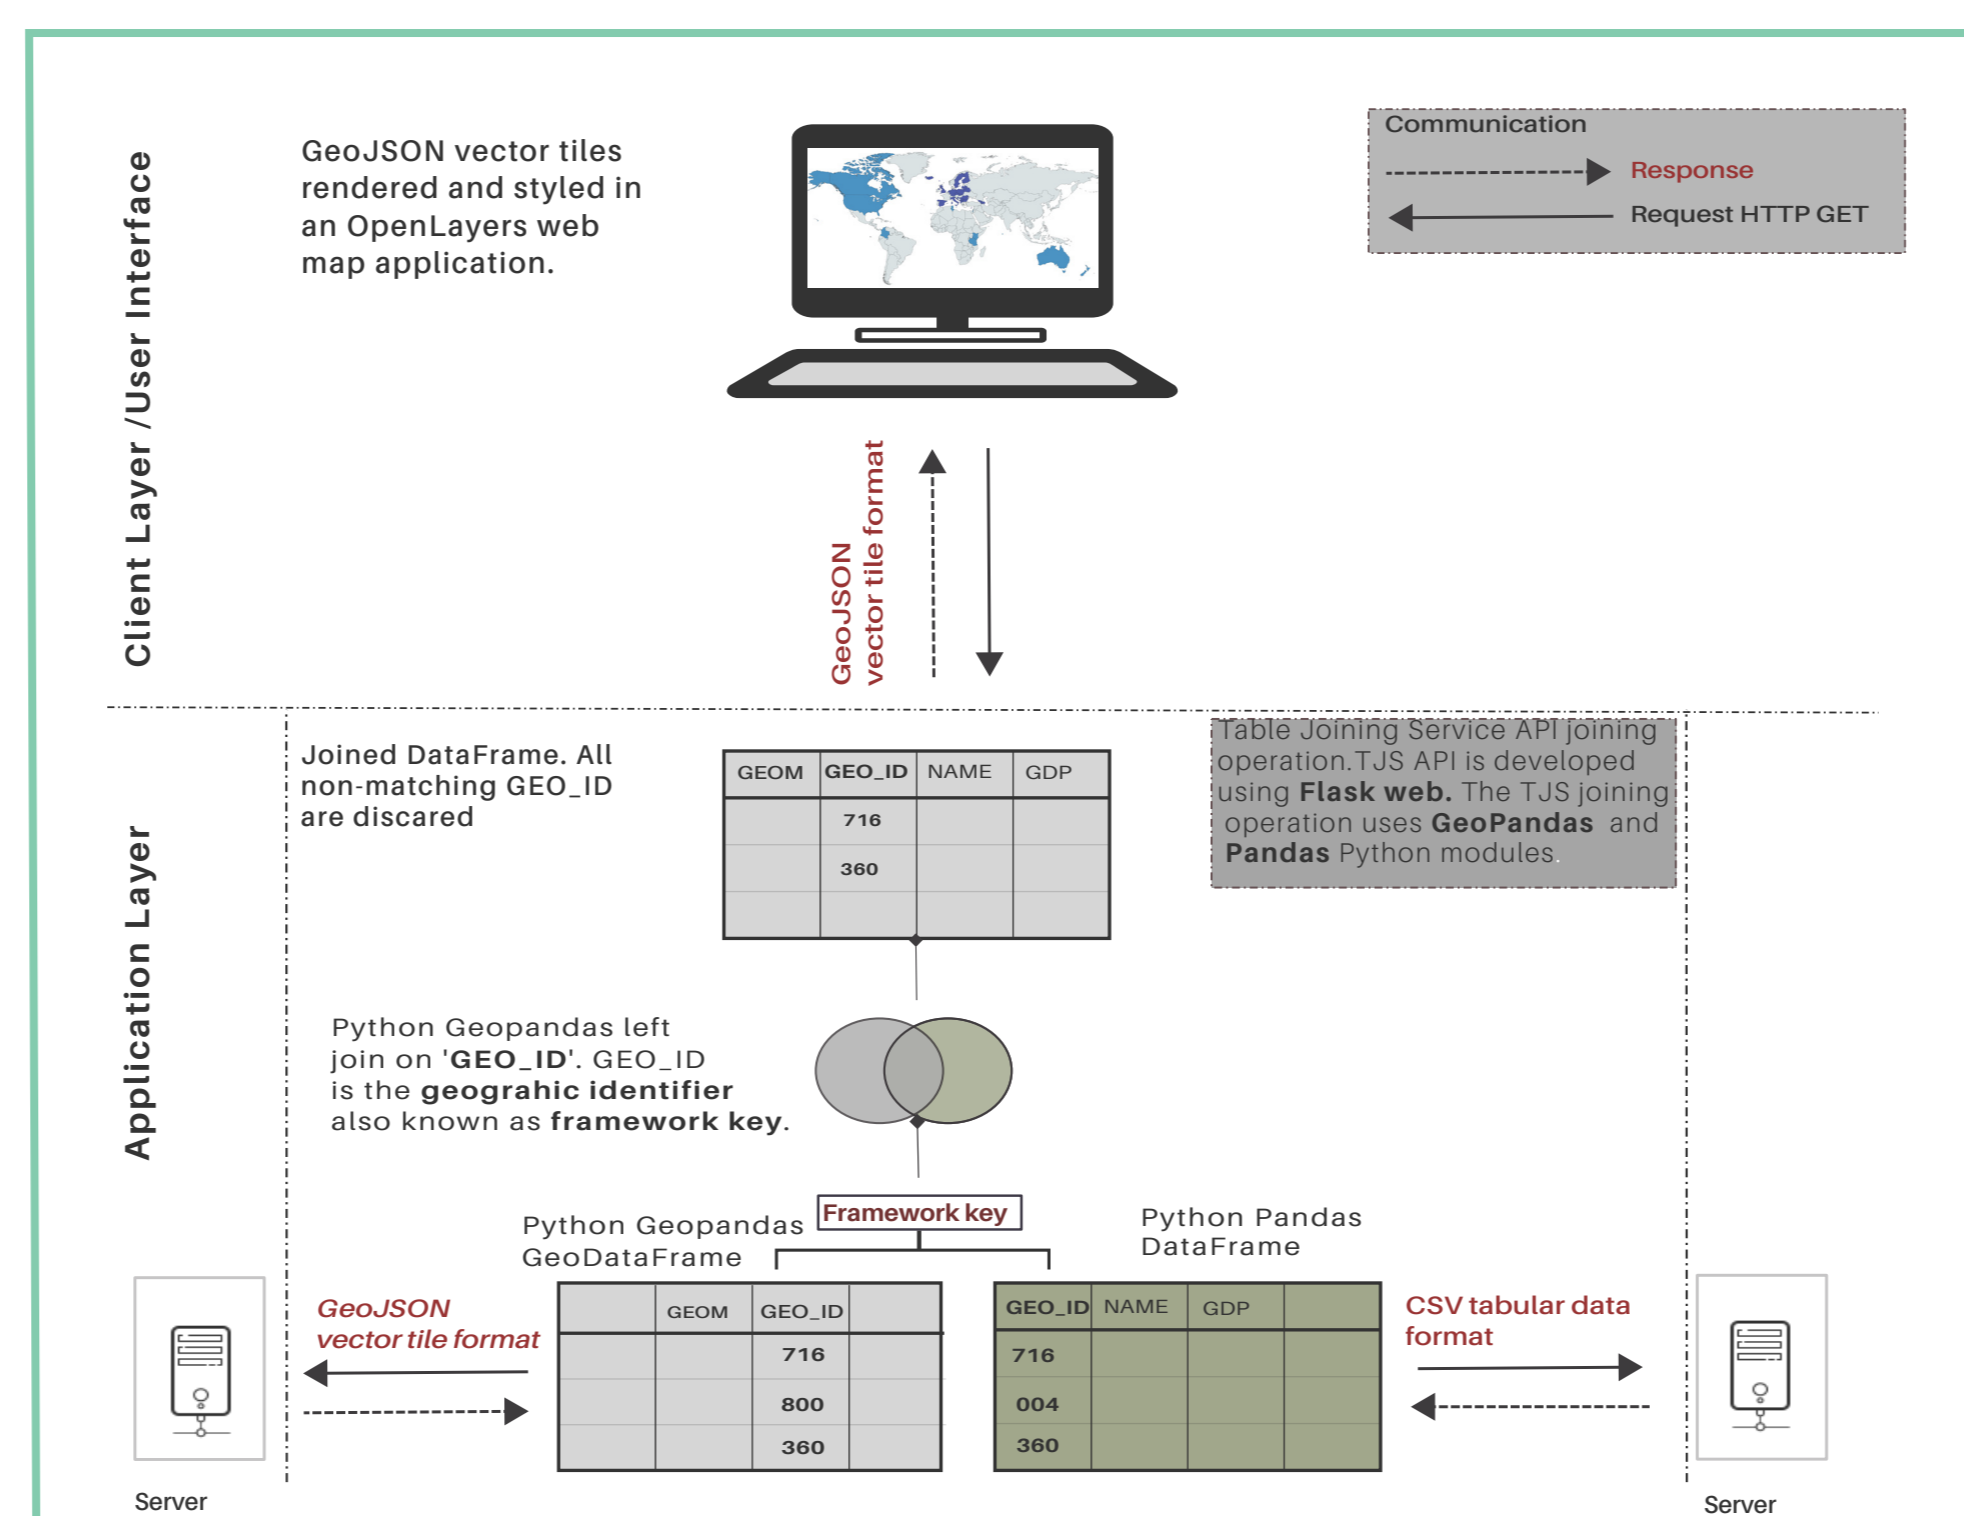 Client Layer /User Interface
GeoJSON vector tiles
rendered and styled in
an OpenLayers web
map application.
Communication
Response
Request HTTP GET
GeoJSON
vector tile format
Application Layer
Joined DataFrame. All
non-matching GEO_ID
are discared
GEOM GEO_ID NAME GDP
716
360
Table Joining Service API joining
operation.TJS API is developed
using Flask web. The TJS joining
operation uses GeoPandas and
Pandas Python modules.
Python Geopandas left
join on 'GEO_ID'. GEO_ID
is the geograhic identifier
also known as framework key.
Framework key
Python Geopandas
GeoDataFrame
Python Pandas
DataFrame
GeoJSON
vector tile format
GEOM GEO_ID
716
800
360
GEO_ID NAME GDP
716
004
360
CSV tabular data
format
Server
Server